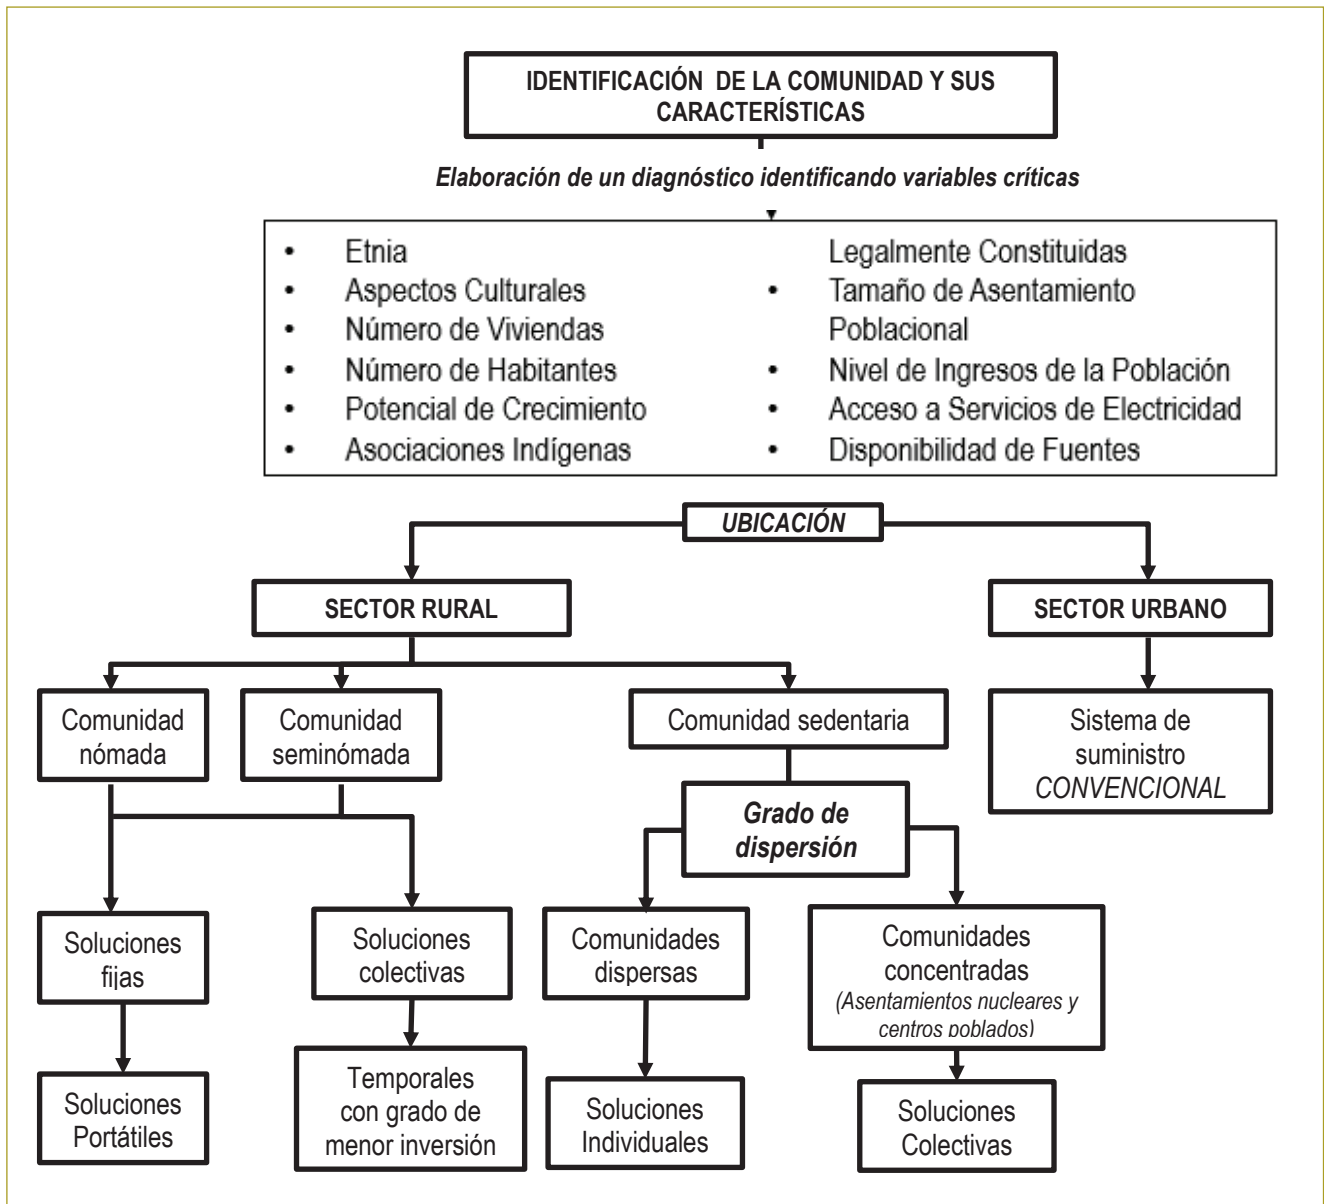 IDENTIFICACIÓN DE LA COMUNIDAD Y SUS
CARACTERÍSTICAS
Elaboración de un diagnóstico identificando variables críticas
• Etnia
• Aspectos Culturales
• Número de Viviendas
• Número de Habitantes
• Potencial de Crecimiento
• Asociaciones Indígenas
Legalmente Constituidas
• Tamaño de Asentamiento
Poblacional
• Nivel de Ingresos de la Población
• Acceso a Servicios de Electricidad
• Disponibilidad de Fuentes
UBICACIÓN
SECTOR RURAL
SECTOR URBANO
Comunidad
nómada
Comunidad
seminómada
Comunidad sedentaria
Sistema de
suministro
CONVENCIONAL
Grado de
dispersión
Soluciones
fijas
Soluciones
colectivas
Comunidades
dispersas
Comunidades
concentradas
(Asentamientos nucleares y
centros poblados)
Soluciones
Portátiles
Temporales
con grado de
menor inversión
Soluciones
Individuales
Soluciones
Colectivas